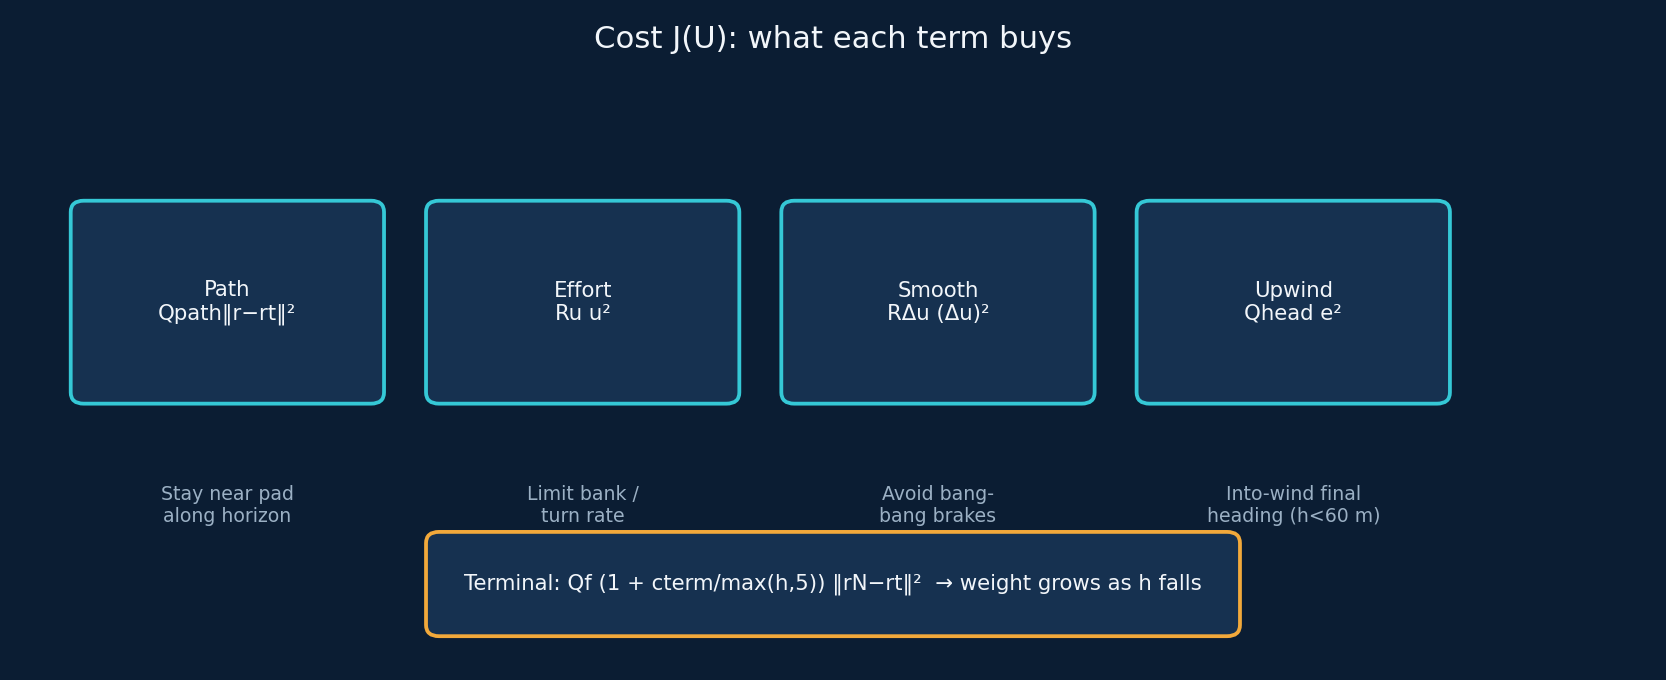 Cost J(U): what each term buys
Path
Qpath‖r−rt‖²
Effort
Ru u²
Smooth
RΔu (Δu)²
Upwind
Qhead e²
Stay near pad
along horizon
Limit bank /
turn rate
Avoid bang-
bang brakes
Into-wind final
heading (h<60 m)
Terminal: Qf (1 + cterm/max(h,5)) ‖rN−rt‖² → weight grows as h falls